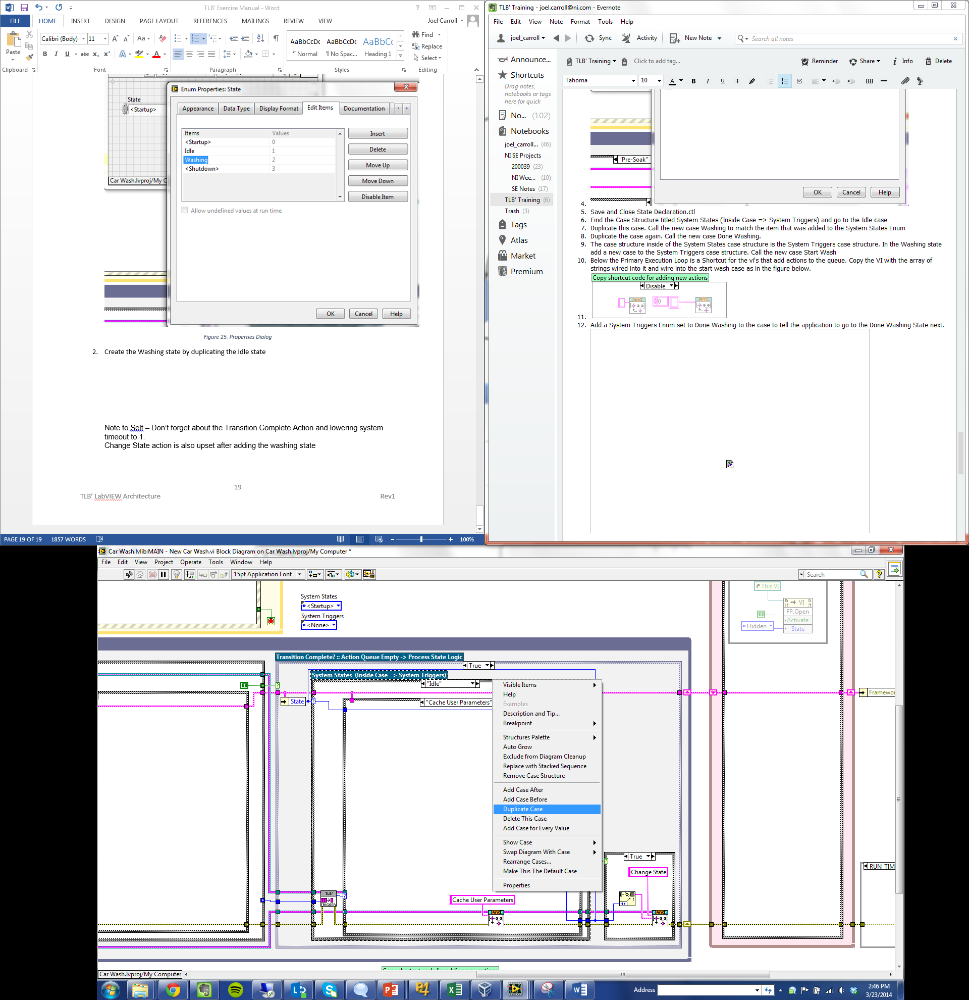 TLB' Exercise Manual - Word
FILE HOME INSERT DESIGN PAGE LAYOUT REFERENCES MAILINGS REVIEW VIEW Joel Carroll
Calibri (Body) 11
Paste
Clipboard Font Paragraph Styles Editing
AaBbCcDc AaBbCcDc AaBbC(
¶ Normal ¶ No Spac... Heading 1
Find
Replace
Select
State
<Startup>
Car Wash.lvproj/My C
Enum Properties: State
Appearance Data Type Display Format Edit Items Documentation
Items Values
<Startup> 0
Idle 1
Washing 2
<Shutdown> 3
Insert
Delete
Move Up
Move Down
Disable Item
Allow undefined values at run time
OK Cancel Help
Figure 25. Properties Dialog
2. Create the Washing state by duplicating the Idle state
Note to Self – Don't forget about the Transition Complete Action and lowering system
timeout to 1.
Change State action is also upset after adding the washing state
19
TLB' LabVIEW Architecture Rev1
PAGE 19 OF 19 1857 WORDS 100%
TLB' Training - joel.carroll@ni.com - Evernote
File Edit View Note Format Tools Help
joel_carroll Sync Activity New Note Search all notes
Announce...
Shortcuts
Drag notes,
notebooks or tags
here for quick
No... (102)
Notebooks
joel_carroll... (46)
NI SE Projects
200039 (23)
NI Wee... (10)
SE Notes (17)
TLB' Training (6)
Trash (3)
Tags
Atlas
Market
Premium
TLB' Training Click to add tag... Reminder Share Info Delete
Tahoma 10
"Pre-Soak"
OK Cancel Help
4.
5. Save and Close State Declaration.ctl
6. Find the Case Structure titled System States (Inside Case => System Triggers) and go to the Idle case
7. Duplicate this case. Call the new case Washing to match the item that was added to the System States Enum
8. Duplicate the case again. Call the new case Done Washing.
9. The case structure inside of the System States case structure is the System Triggers case structure. In the Washing state
add a new case to the System Triggers case structure. Call the new case Start Wash
10. Below the Primary Execution Loop is a Shortcut for the vi's that add actions to the queue. Copy the VI with the array of
strings wired into it and wire into the start wash case as in the figure below.
Copy shortcut code for adding new actions
Disable
AMC 0 AMC
11.
12. Add a System Triggers Enum set to Done Washing to the case to tell the application to go to the Done Washing State next.
Car Wash.lvlib:MAIN - New Car Wash.vi Block Diagram on Car Wash.lvproj/My Computer *
File Edit View Project Operate Tools Window Help
15pt Application Font Search
System States
<Startup>
System Triggers
<None>
This VI
VI
FP.Open
Activate
Hidden State
Transition Complete? :: Action Queue Empty -> Process State Logic
True
System States (Inside Case => System Triggers)
"Idle"
State
"Cache User Parameters"
Visible Items
Help
Examples
Description and Tip...
Breakpoint
Structures Palette
Auto Grow
Exclude from Diagram Cleanup
Replace with Stacked Sequence
Remove Case Structure
Add Case After
Add Case Before
Duplicate Case
Delete This Case
Add Case for Every Value
Show Case
Swap Diagram With Case
Rearrange Cases...
Make This The Default Case
Properties
Framewor
True
Change State
RUN_TIM
TLB'
TRIGGER
Cache User Parameters
AMC
AMC
Copy shortcut code for adding new actions
Car Wash.lvproj/My Computer
Address
2:46 PM
3/23/2014